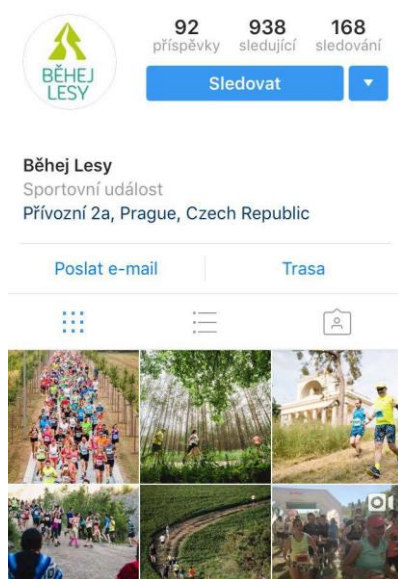 BĚHEJ
LESY
92 938 168
příspěvky sledující sledování
Sledovat
Běhej Lesy
Sportovní událost
Přívozní 2a, Prague, Czech Republic
Poslat e-mail Trasa